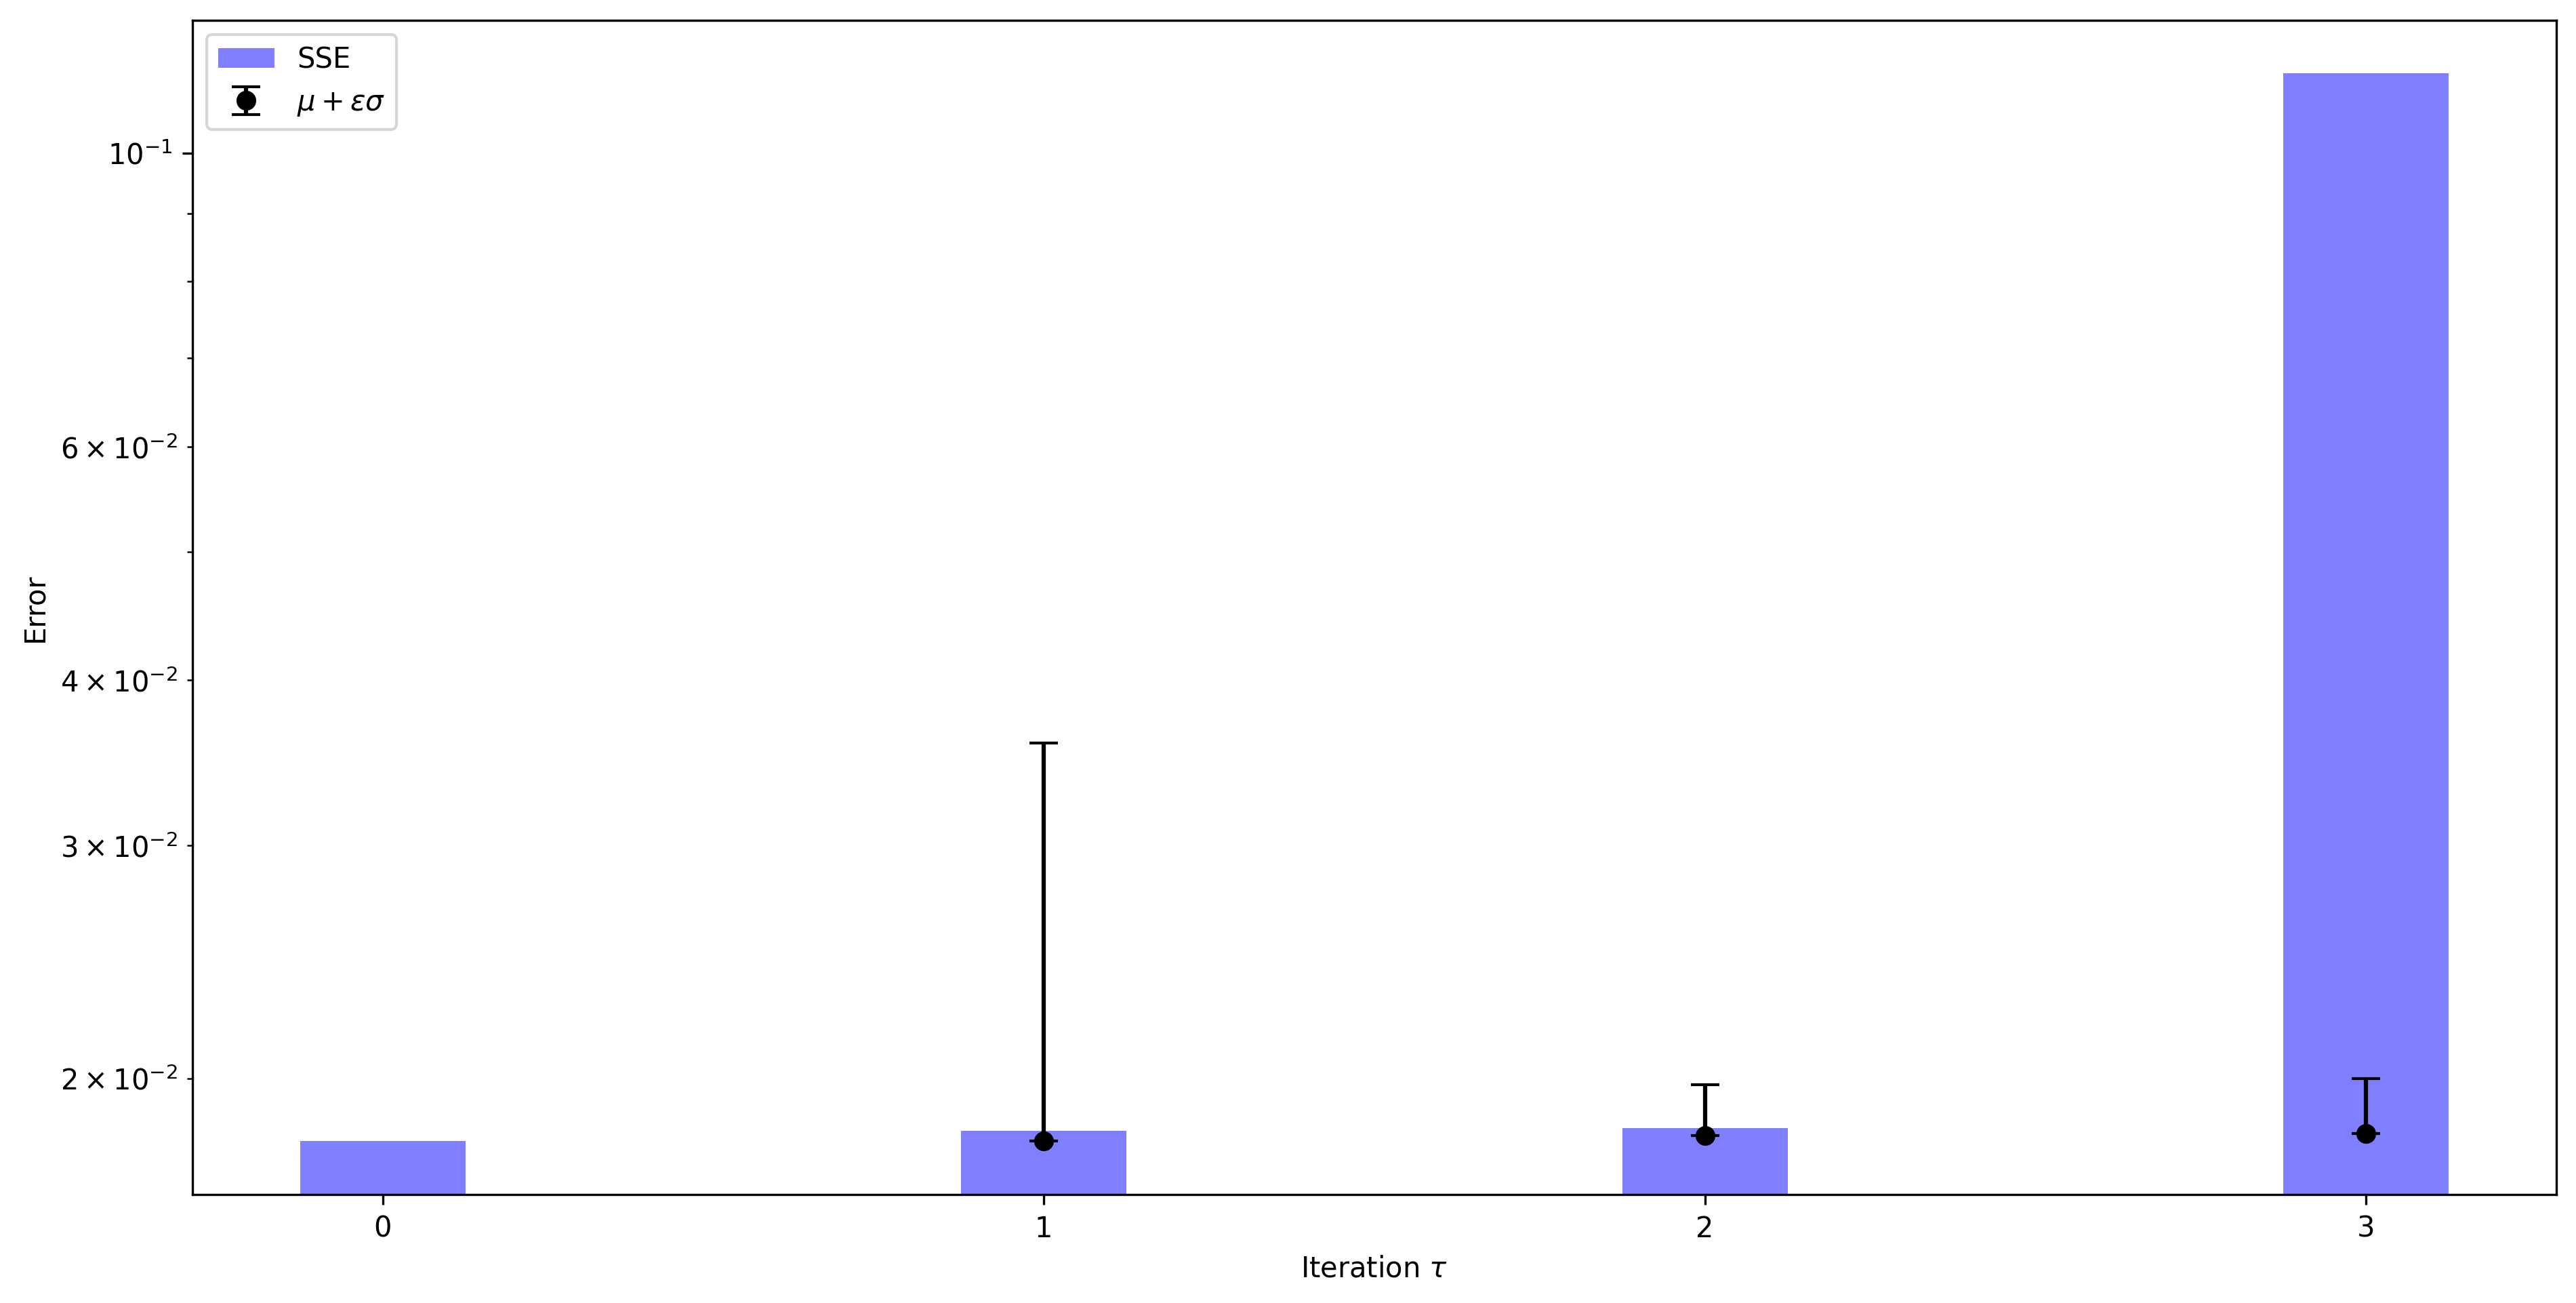 SSE
μ + εσ
10⁻¹
6 × 10⁻²
4 × 10⁻²
3 × 10⁻²
2 × 10⁻²
Error
0 1 2 3
Iteration τ